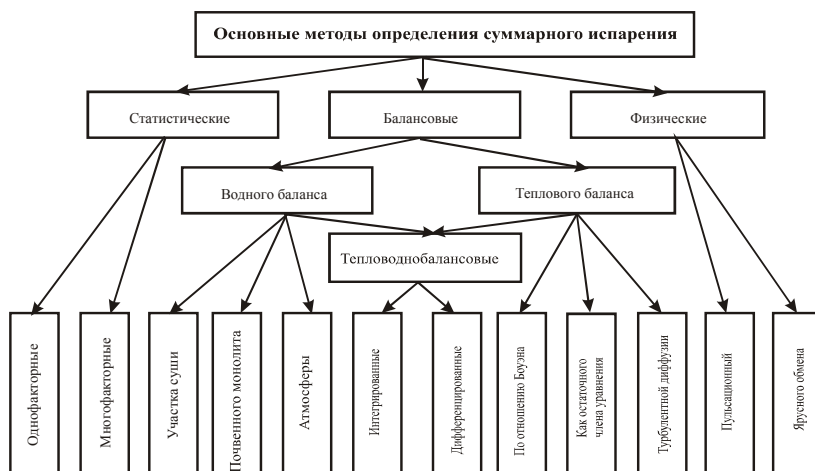 Основные методы определения суммарного испарения
Статистические
Балансовые
Физические
Водного баланса
Теплового баланса
Тепловоднобалансовые
Однофакторные
Многофакторные
Участка суши
Почвенного монолита
Атмосферы
Интегрированные
Дифференцированные
По отношению Боуэна
Как остаточного
члена уравнения
Турбулентной диффузии
Пульсационный
Ярусного обмена